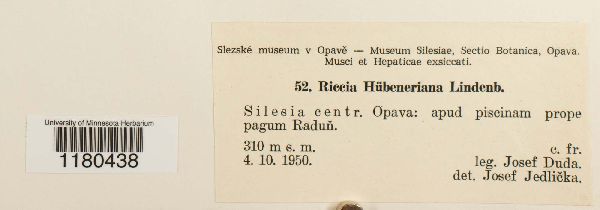 Slezské museum v Opavě — Museum Silesiae, Sectio Botanica, Opava.
Musci et Hepaticae exsiccati.
52. Riccia Hübeneriana Lindenb.
Silesia centr. Opava: apud piscinam prope
pagum Raduň.
310 m s. m.
4. 10. 1950.
c. fr.
leg. Josef Duda.
det. Josef Jedlička.
University of Minnesota Herbarium
1180438